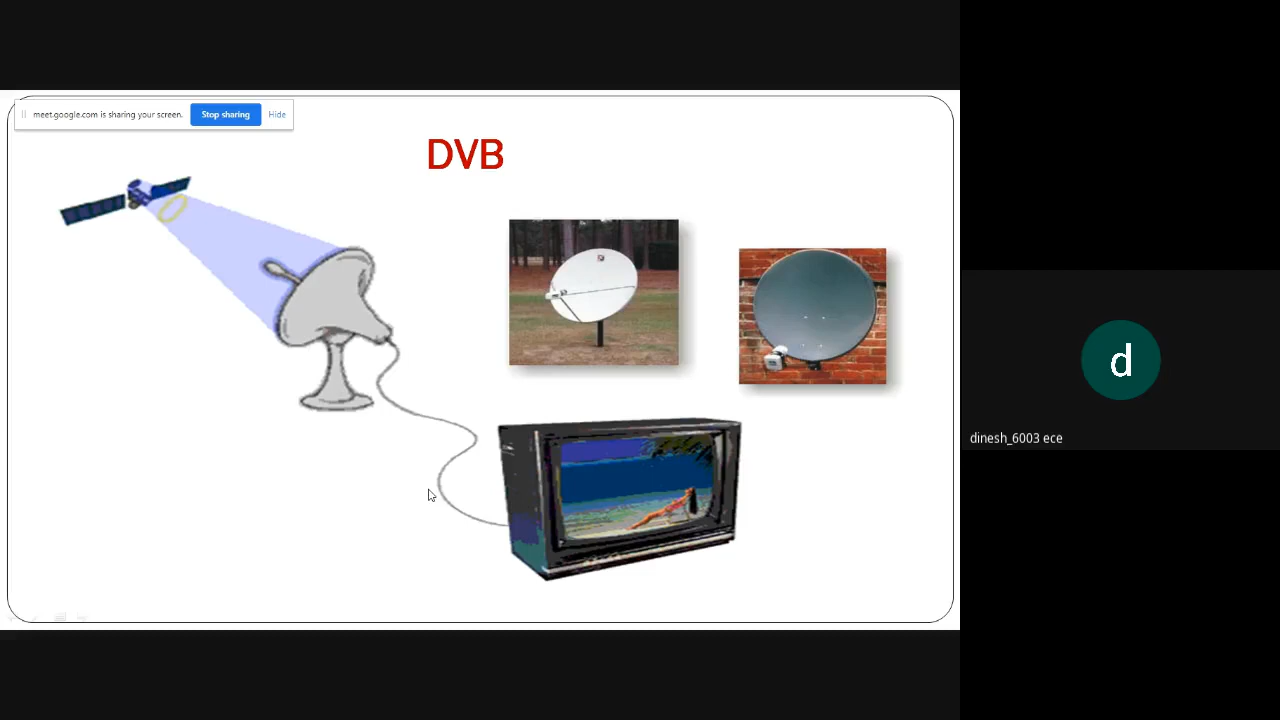 meet.google.com is sharing your screen.
Stop sharing
Hide
DVB
d
dinesh_6003 ece